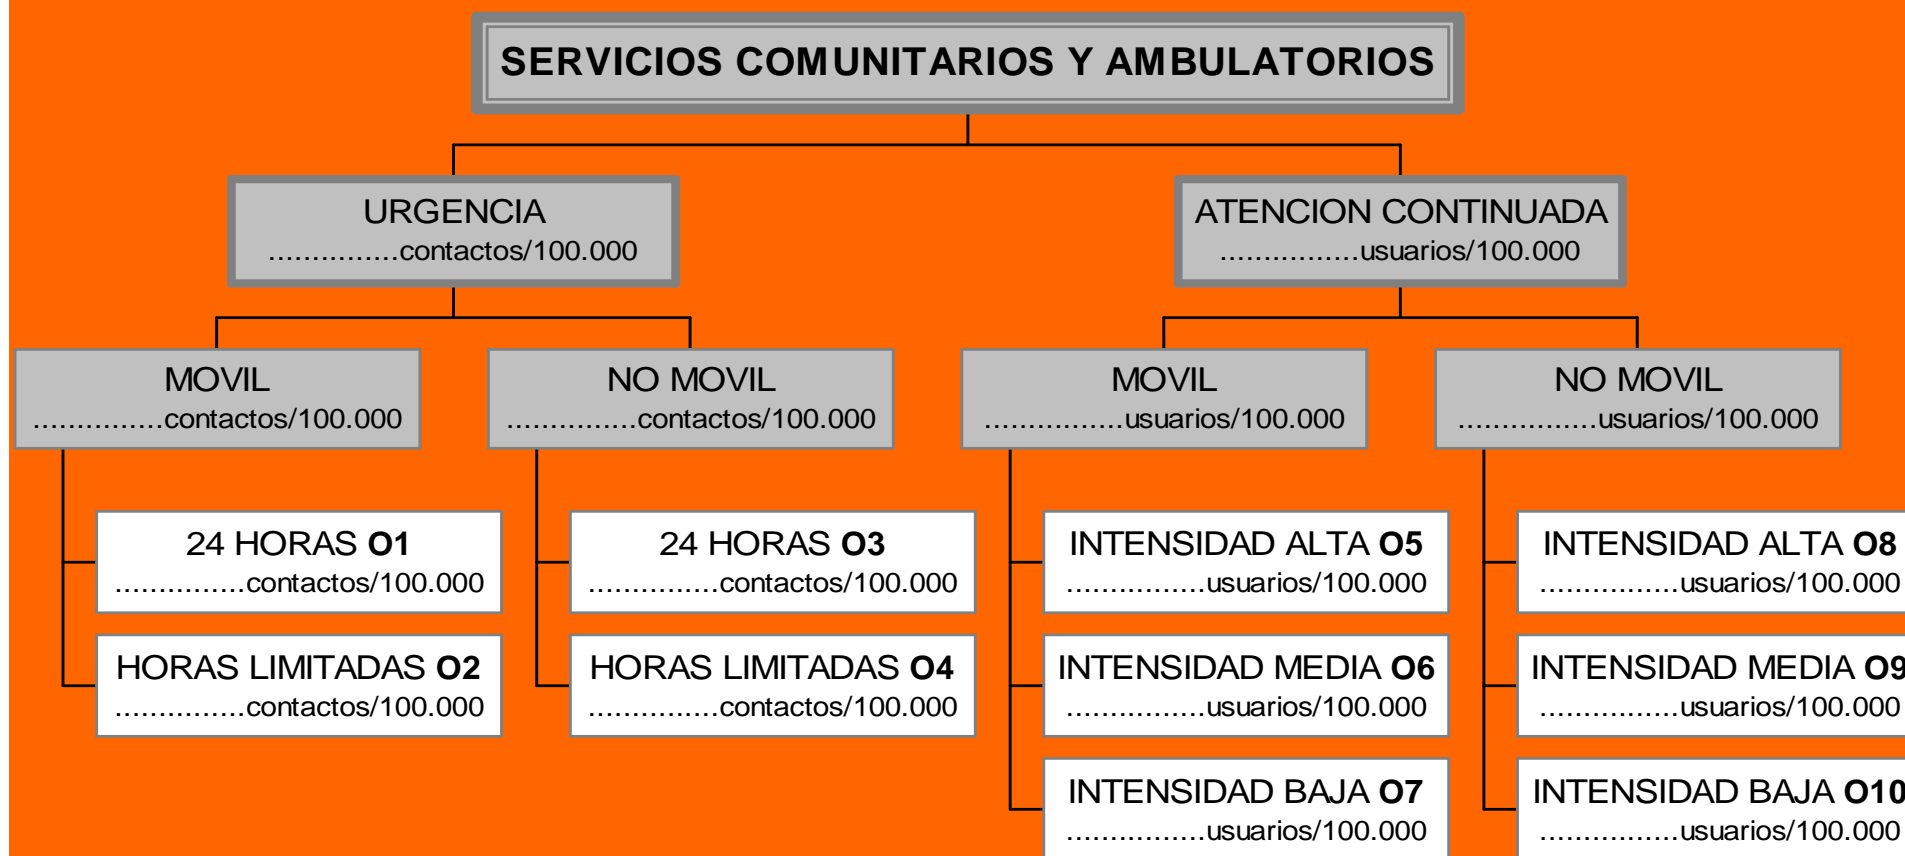 SERVICIOS COMUNITARIOS Y AMBULATORIOS
URGENCIA
...............contactos/100.000
ATENCION CONTINUADA
................usuarios/100.000
MOVIL
...............contactos/100.000
NO MOVIL
...............contactos/100.000
MOVIL
................usuarios/100.000
NO MOVIL
................usuarios/100.000
24 HORAS O1
...............contactos/100.000
24 HORAS O3
...............contactos/100.000
INTENSIDAD ALTA O5
................usuarios/100.000
INTENSIDAD ALTA O8
................usuarios/100.000
HORAS LIMITADAS O2
...............contactos/100.000
HORAS LIMITADAS O4
...............contactos/100.000
INTENSIDAD MEDIA O6
................usuarios/100.000
INTENSIDAD MEDIA O9
................usuarios/100.000
INTENSIDAD BAJA O7
................usuarios/100.000
INTENSIDAD BAJA O10
................usuarios/100.000